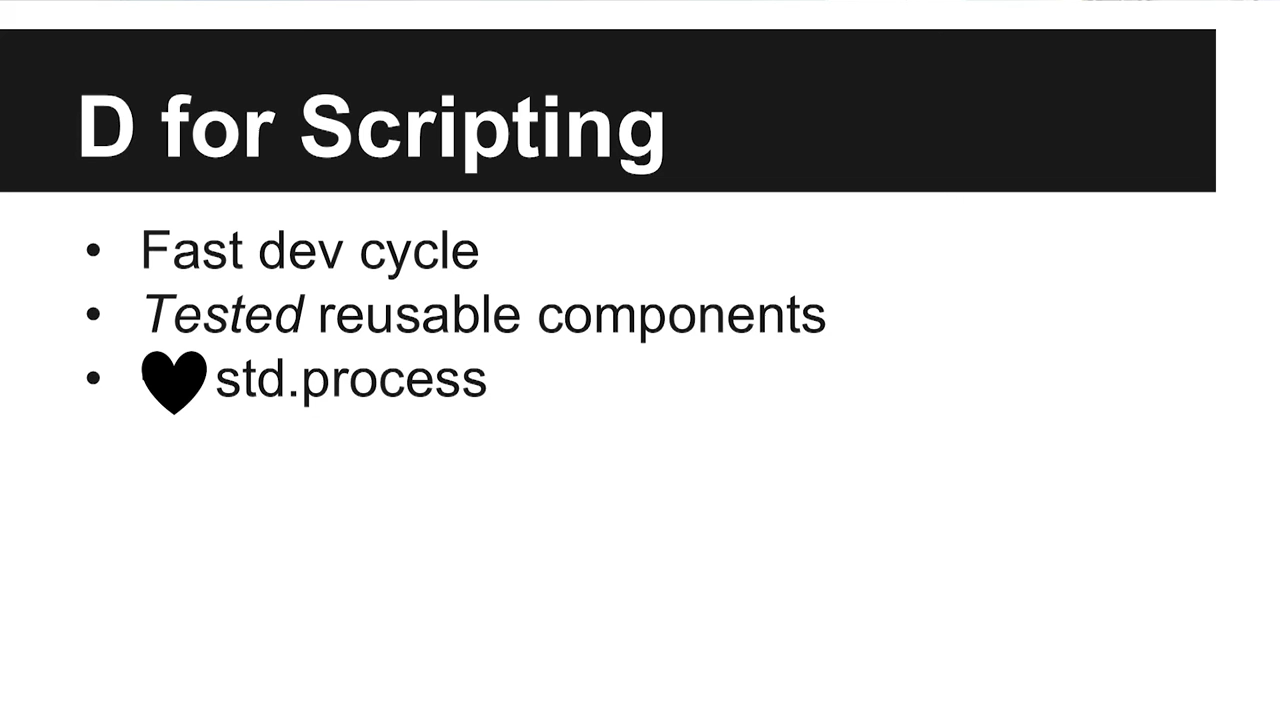 D for Scripting
• Fast dev cycle
• Tested reusable components
• ♥ std.process